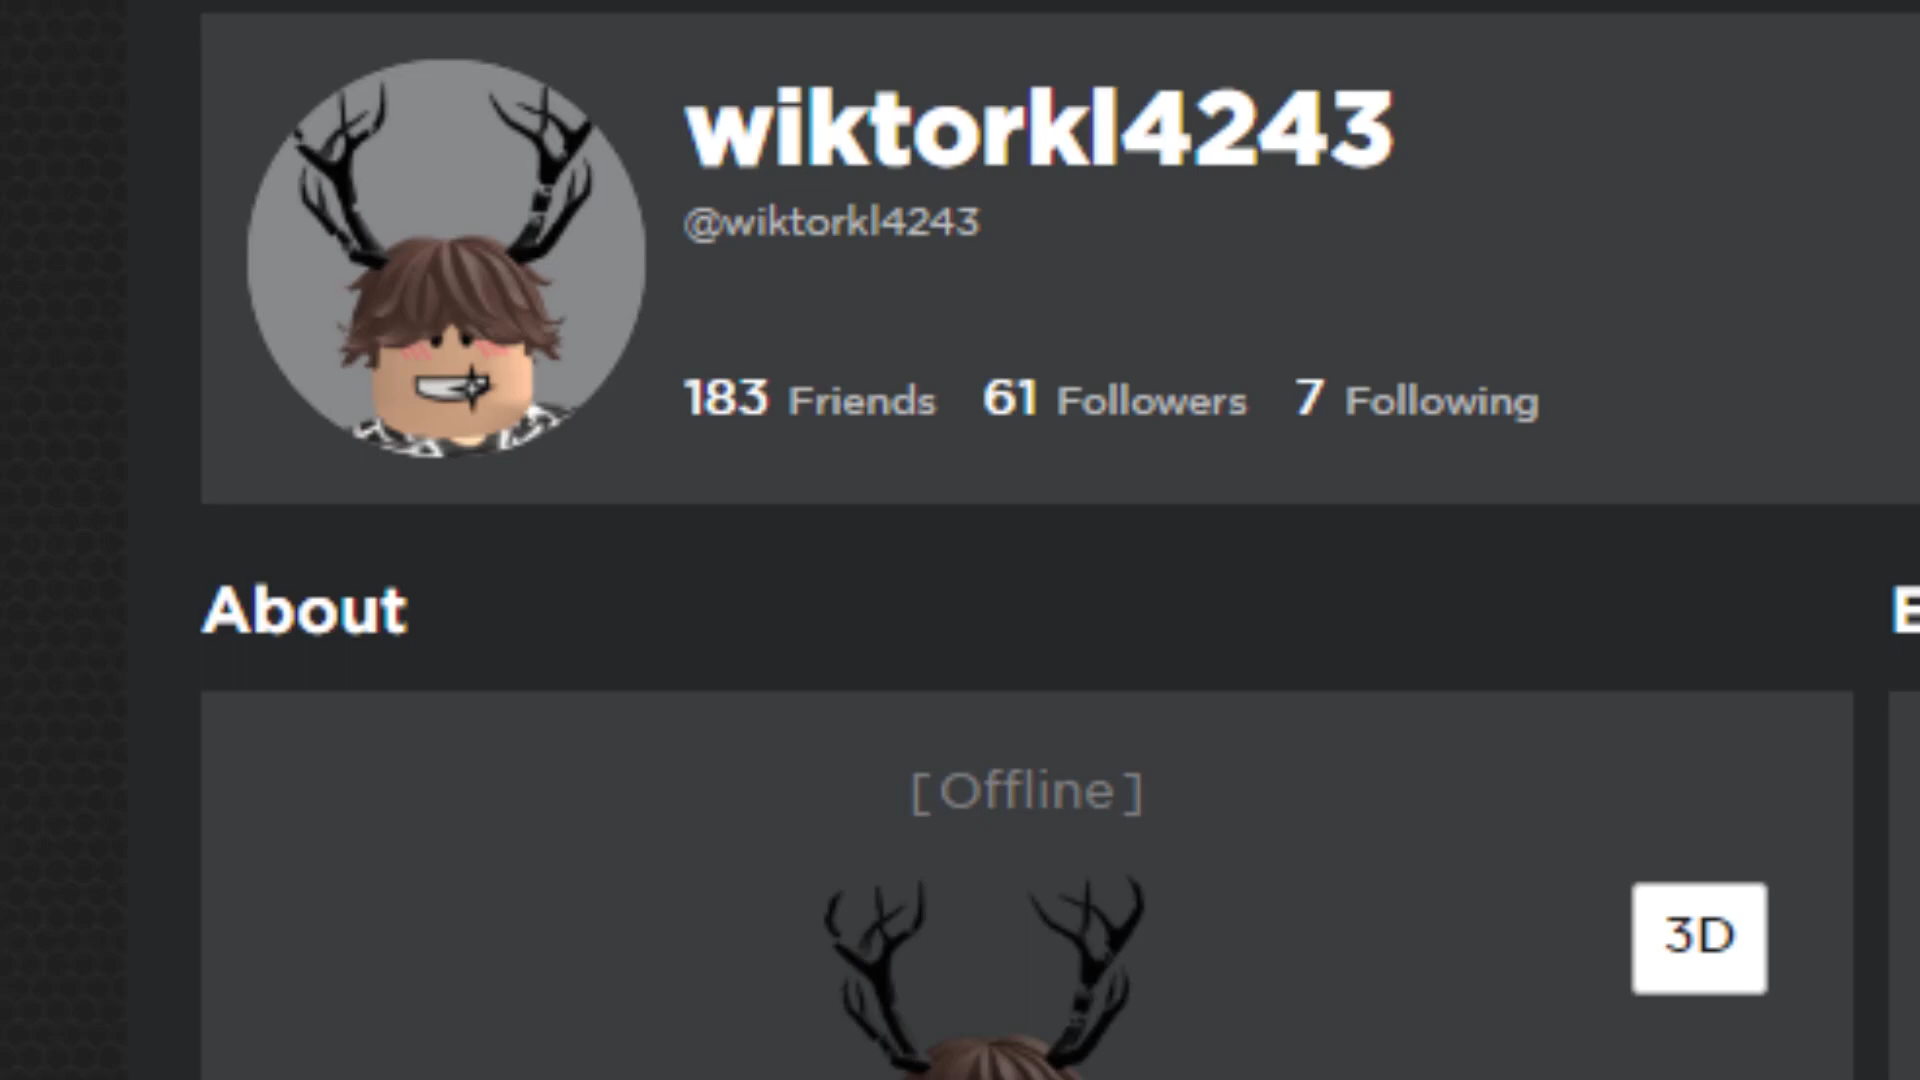 wiktorkl4243
@wiktorkl4243
183 Friends 61 Followers 7 Following
About
[ Offline ]
3D